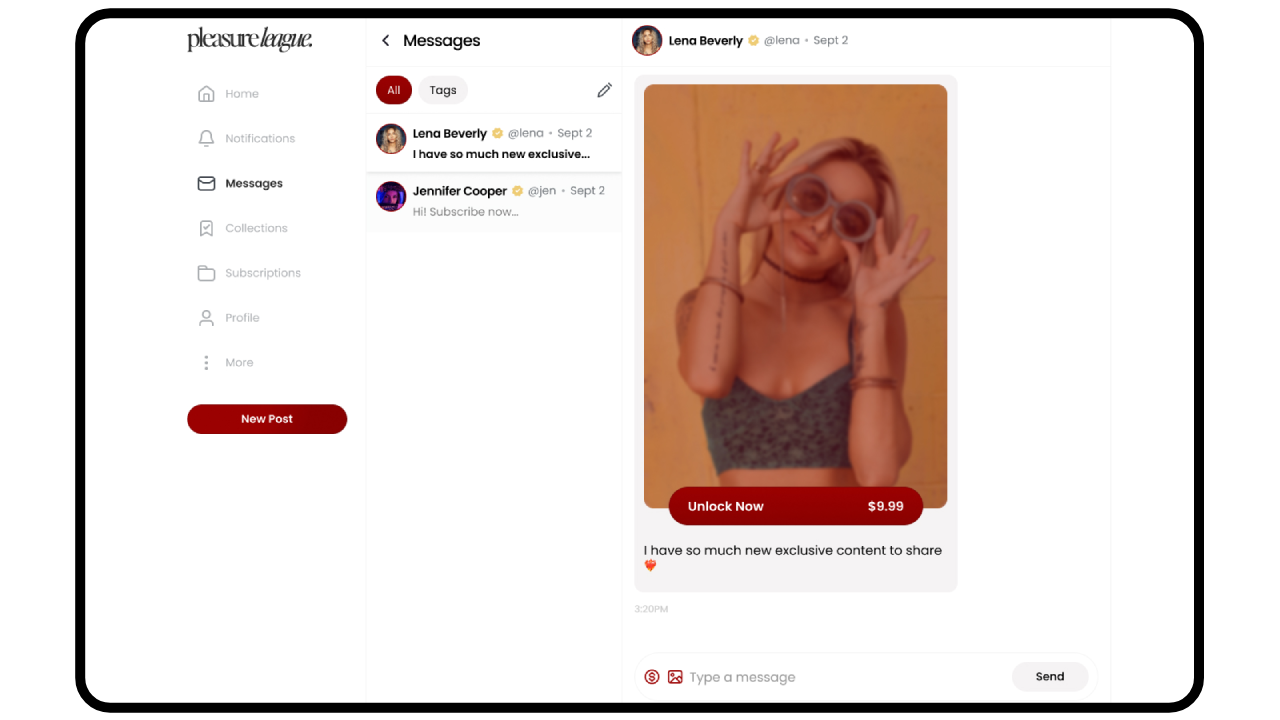 pleasure league.
Home
Notifications
Messages
Collections
Subscriptions
Profile
More
New Post
Messages
All
Tags
Lena Beverly @lena • Sept 2
I have so much new exclusive...
Jennifer Cooper @jen • Sept 2
Hi! Subscribe now...
Lena Beverly @lena • Sept 2
Unlock Now $9.99
I have so much new exclusive content to share
❤️‍🔥
3:20PM
Type a message
Send